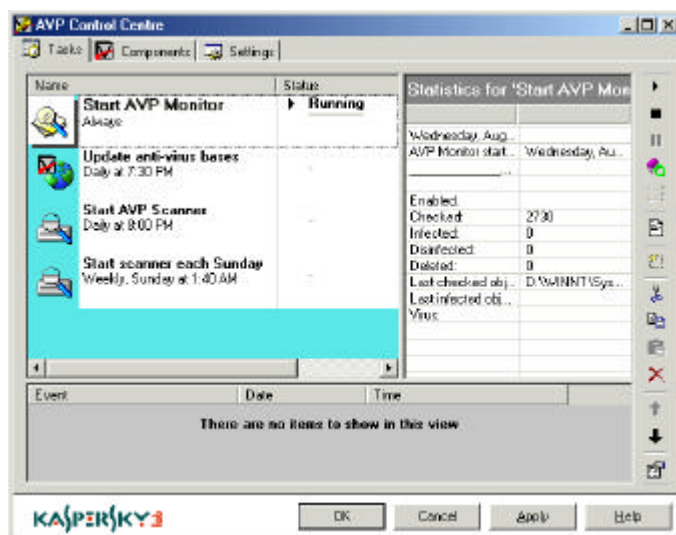 AVP Control Centre
Tasks Components Settings
Name Status
Start AVP Monitor Running
Always
Update anti-virus bases
Daily at 7:30 PM
Start AVP Scanner
Daily at 8:00 PM
Start scanner each Sunday
Weekly, Sunday at 1:40 AM
Statistics for 'Start AVP Mon
Wednesday, Aug...
AVP Monitor start... Wednesday, Au...
Enabled:
Checked: 2730
Infected: 0
Disinfected: 0
Deleted: 0
Last checked obj... D:\WINNT\Sys...
Last infected obj...
Virus:
Event Date Time
There are no items to show in this view
KASPERSKY
OK Cancel Apply Help